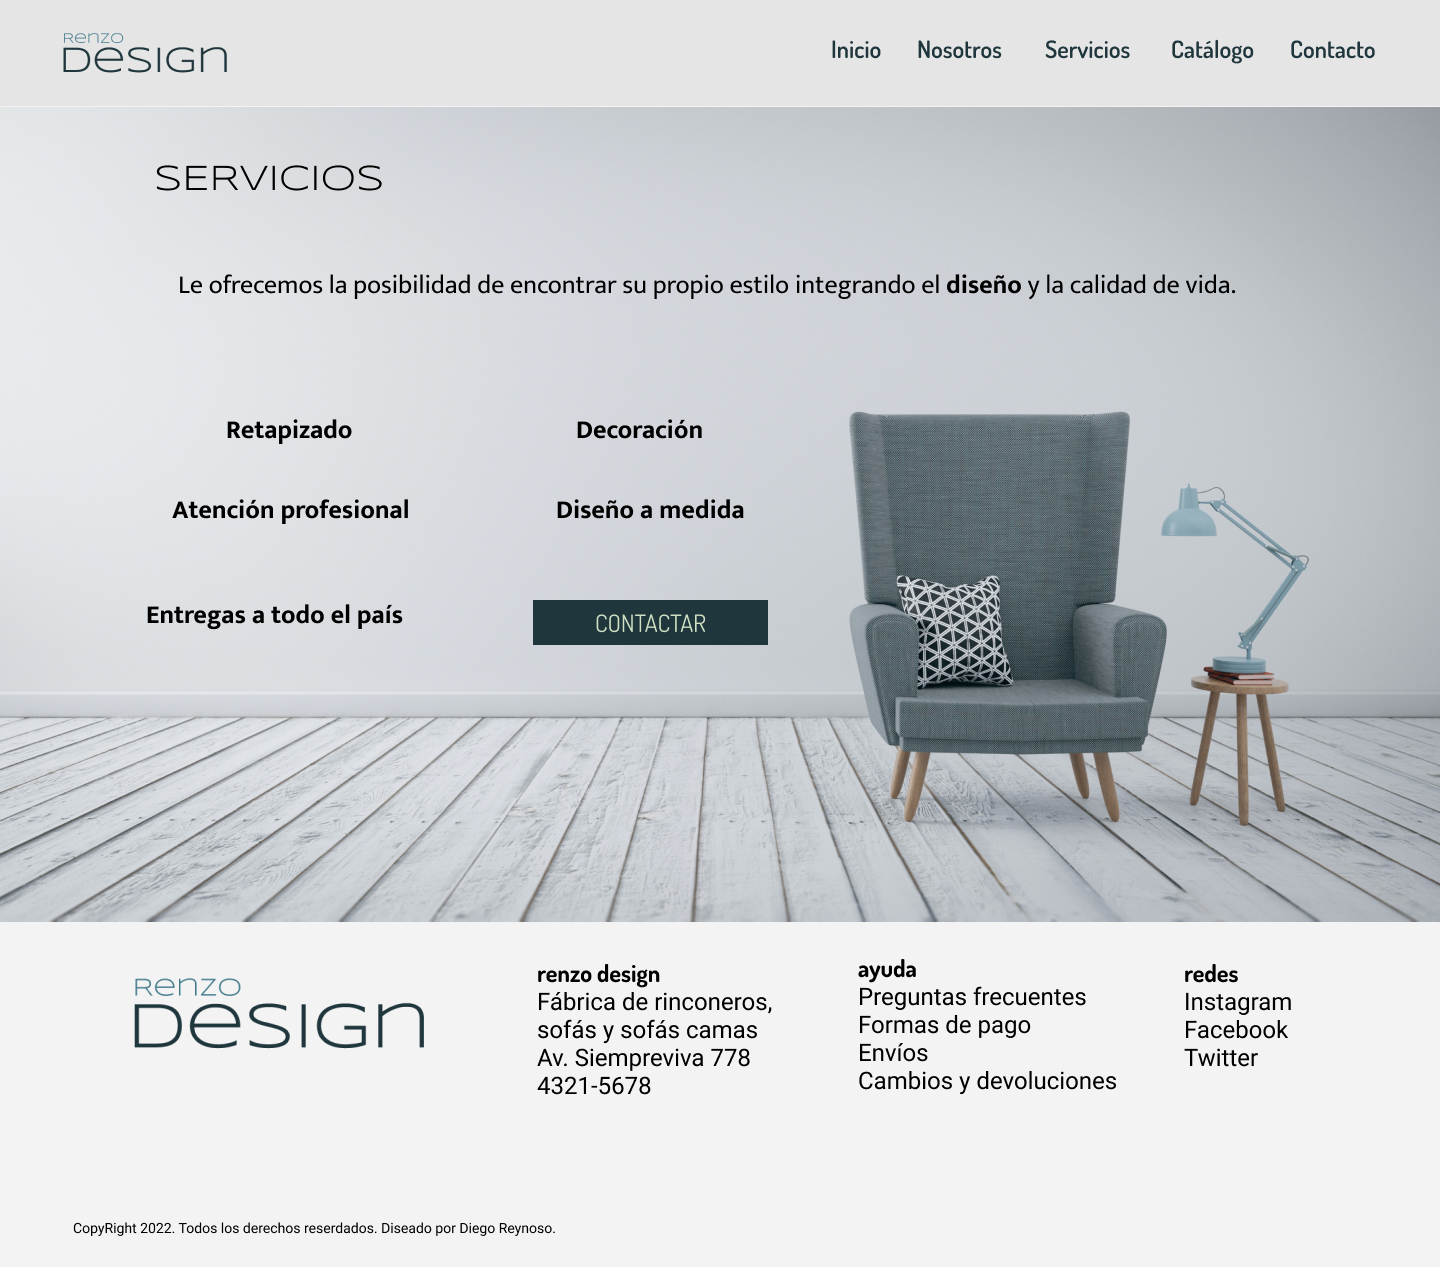 Renzo
Design
Inicio Nosotros Servicios Catálogo Contacto
SERVICIOS
Le ofrecemos la posibilidad de encontrar su propio estilo integrando el diseño y la calidad de vida.
Retapizado Decoración
Atención profesional Diseño a medida
Entregas a todo el país CONTACTAR
Renzo
Design
renzo design
Fábrica de rinconeros,
sofás y sofás camas
Av. Siempreviva 778
4321-5678
ayuda
Preguntas frecuentes
Formas de pago
Envíos
Cambios y devoluciones
redes
Instagram
Facebook
Twitter
CopyRight 2022. Todos los derechos reserdados. Diseado por Diego Reynoso.